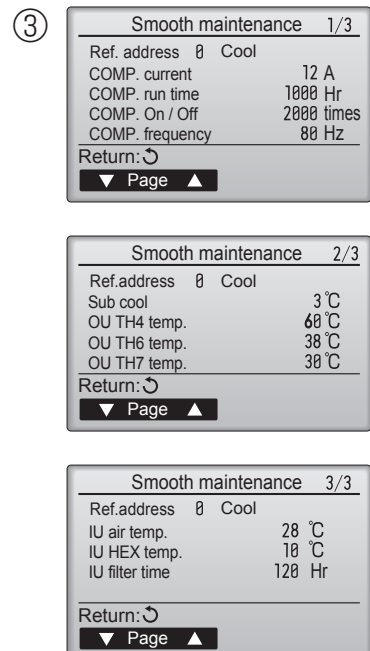 ③
Smooth maintenance 1/3
Ref. address 0 Cool
COMP. current 12 A
COMP. run time 1000 Hr
COMP. On / Off 2000 times
COMP. frequency 80 Hz
Return:
▼ Page ▲
Smooth maintenance 2/3
Ref.address 0 Cool
Sub cool 3℃
OU TH4 temp. 60℃
OU TH6 temp. 38℃
OU TH7 temp. 30℃
Return:
▼ Page ▲
Smooth maintenance 3/3
Ref.address 0 Cool
IU air temp. 28 ℃
IU HEX temp. 10 ℃
IU filter time 120 Hr
Return:
▼ Page ▲